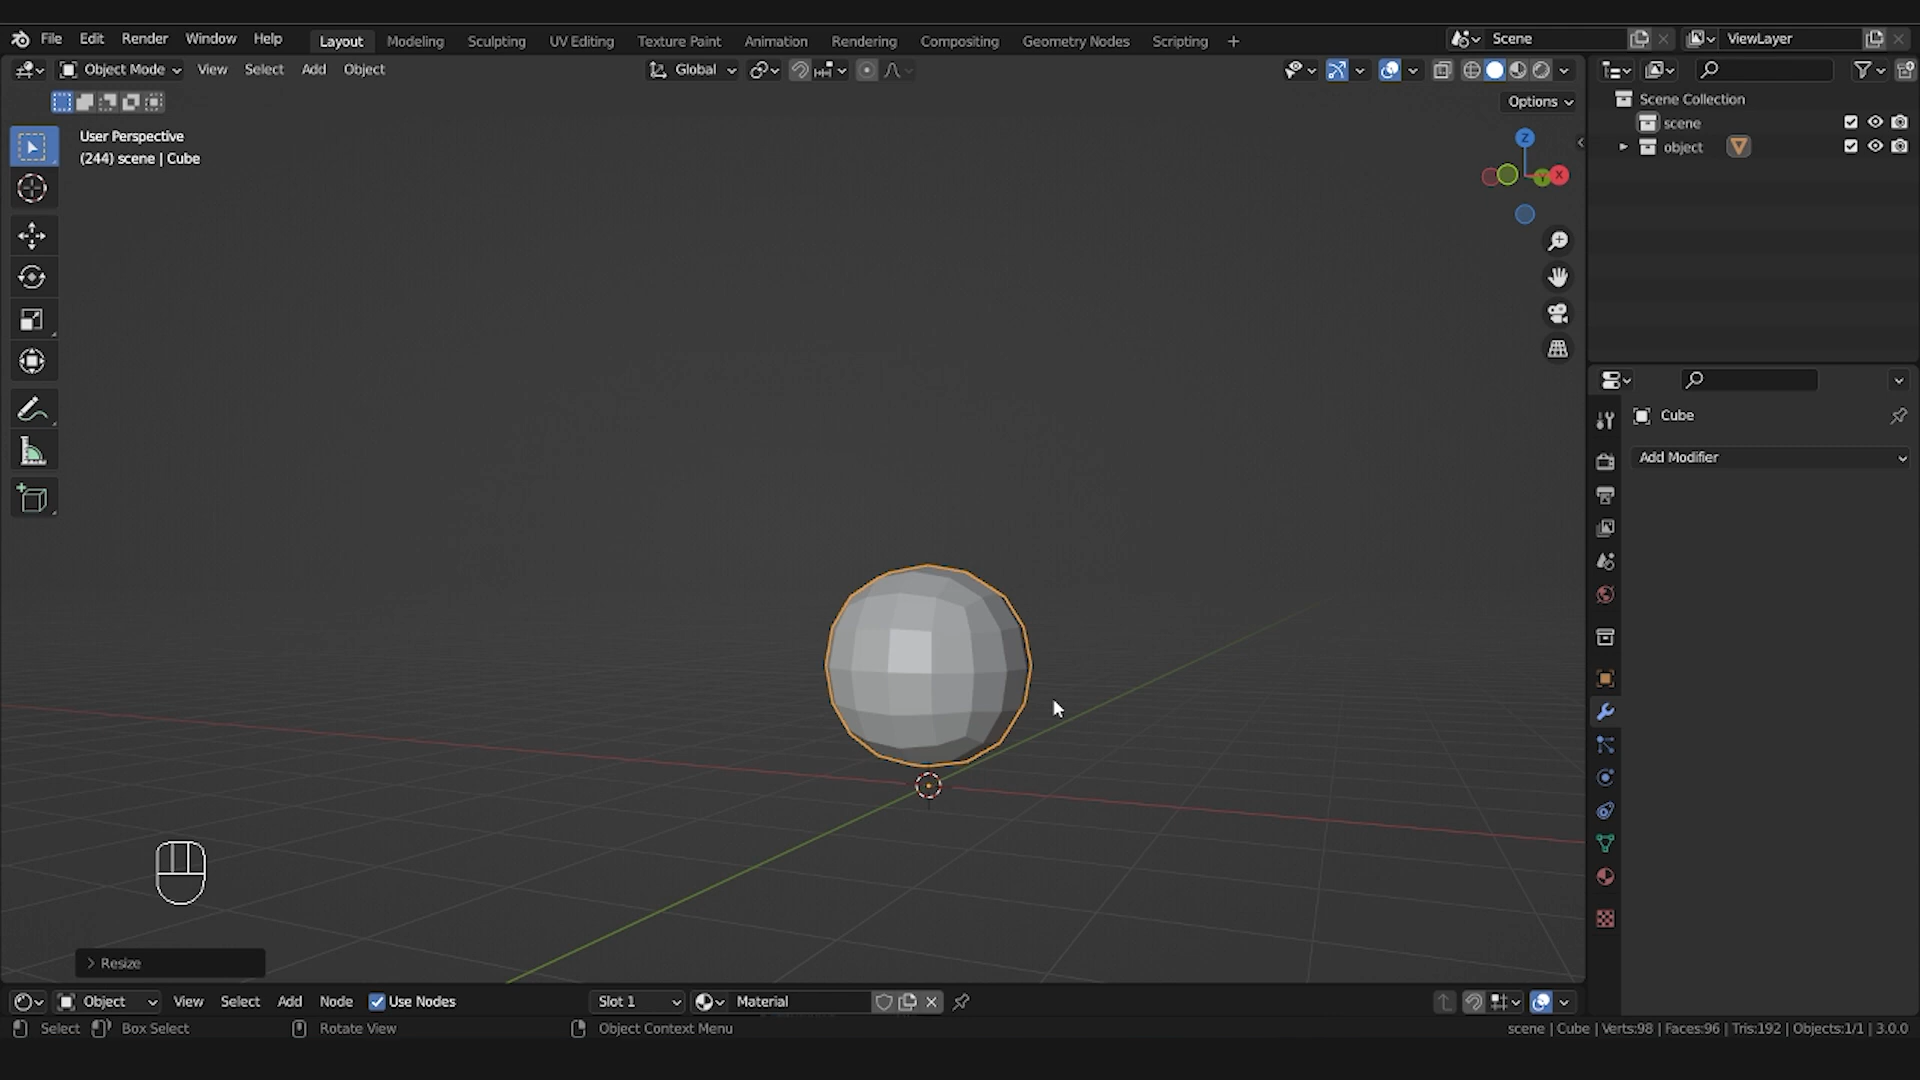 File Edit Render Window Help Layout Modeling Sculpting UV Editing Texture Paint Animation Rendering Compositing Geometry Nodes Scripting + Scene ViewLayer
Object Mode View Select Add Object Global
Options
Scene Collection
scene
object
User Perspective
(244) scene | Cube
Z
Y
X
Cube
Add Modifier
> Resize
Object View Select Add Node Use Nodes Slot 1 Material
Select Box Select Rotate View Object Context Menu scene | Cube | Verts:98 | Faces:96 | Tris:192 | Objects:1/1 | 3.0.0